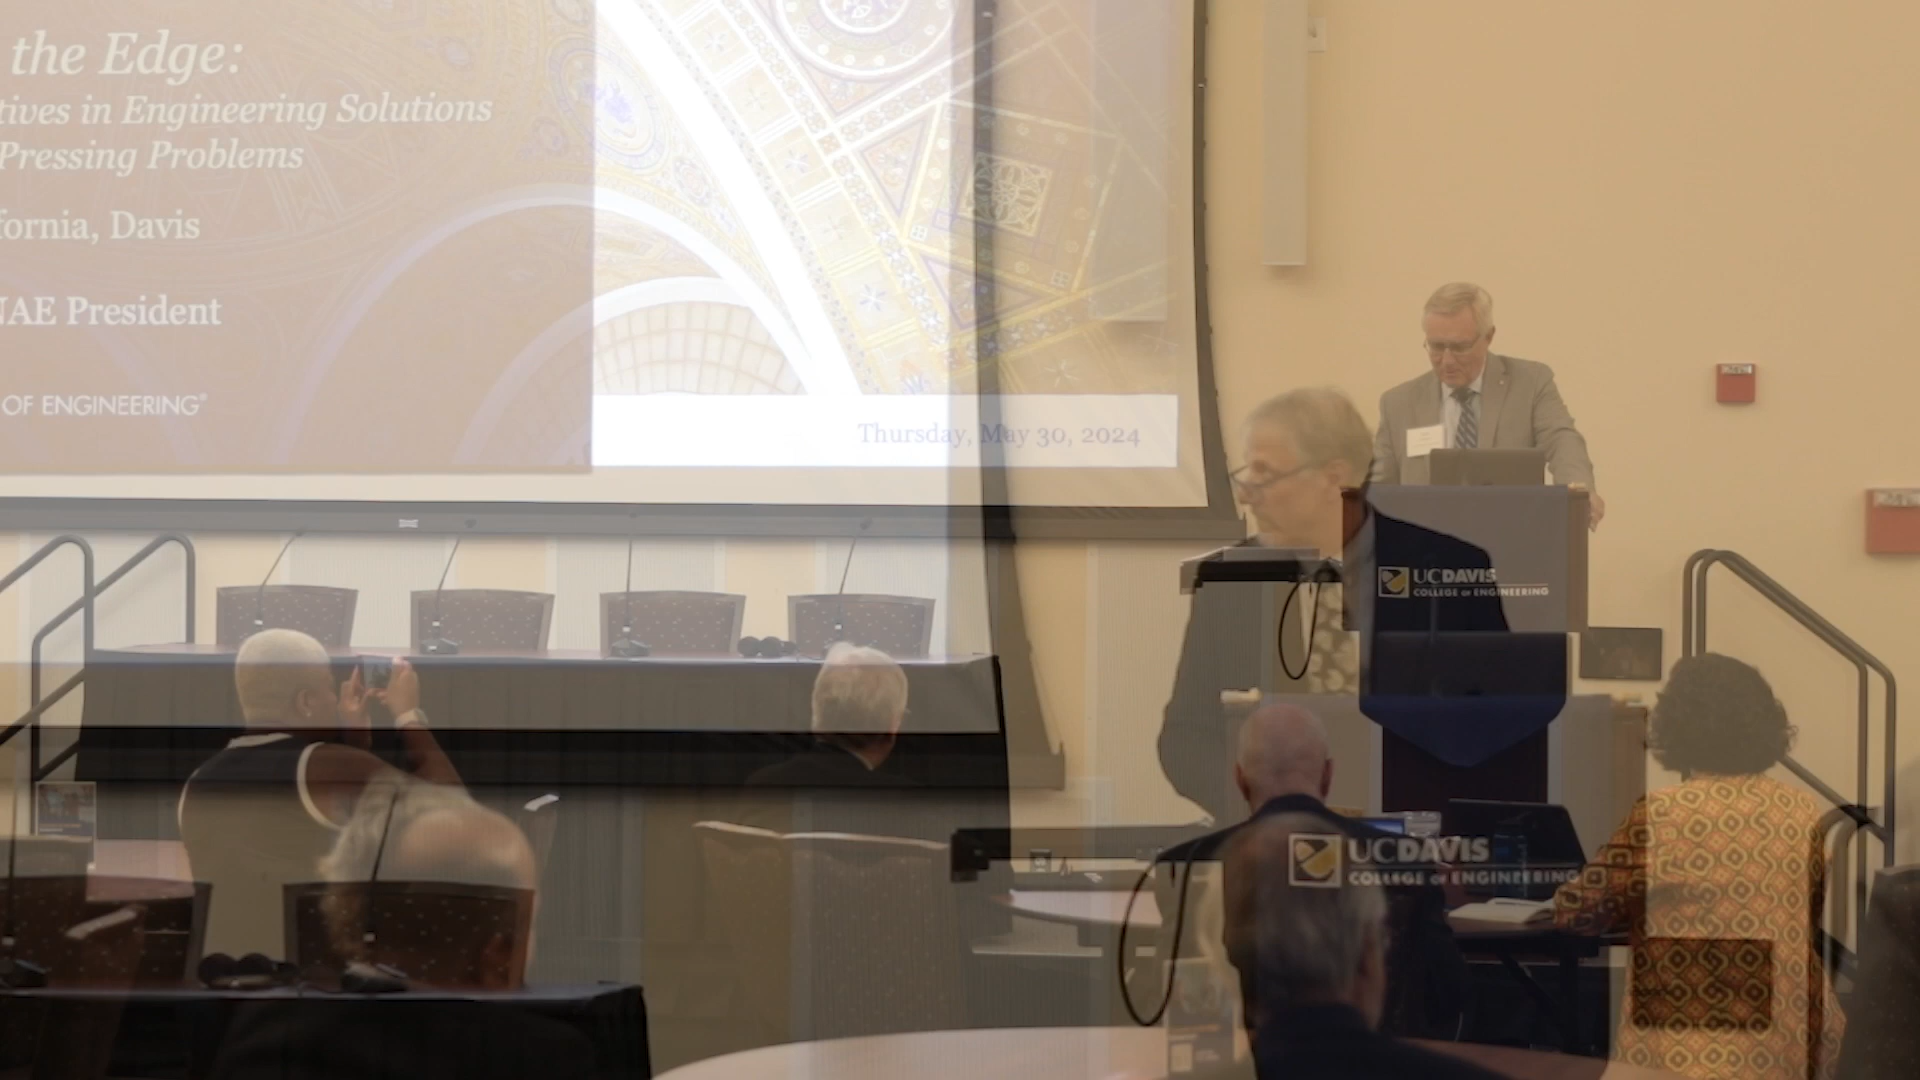 the Edge:
tives in Engineering Solutions
Pressing Problems
fornia, Davis
NAE President
OF ENGINEERING®
Thursday, May 30, 2024
UCDAVIS
COLLEGE OF ENGINEERING
UCDAVIS
COLLEGE OF ENGINEERING